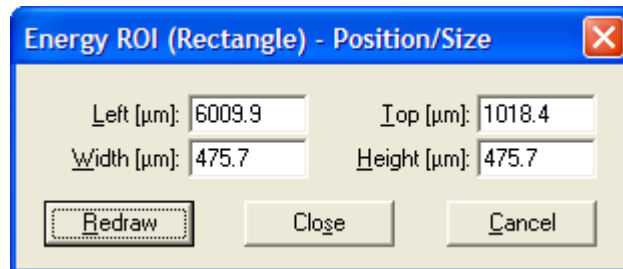 Energy ROI (Rectangle) - Position/Size
Left [µm]: 6009.9 Top [µm]: 1018.4
Width [µm]: 475.7 Height [µm]: 475.7
Redraw Close Cancel